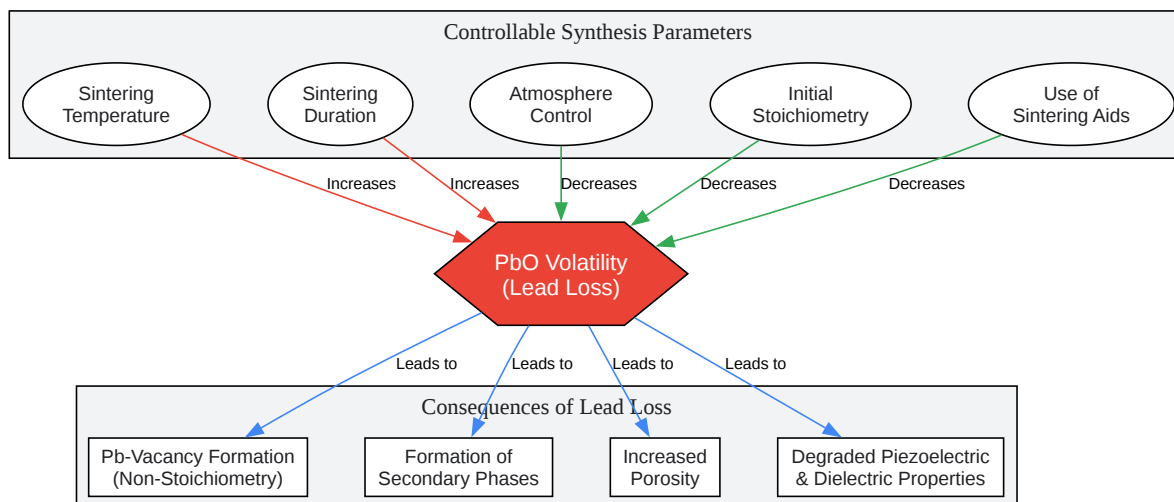 Controllable Synthesis Parameters
Sintering
Temperature
Sintering
Duration
Atmosphere
Control
Initial
Stoichiometry
Use of
Sintering Aids
Increases
Increases
Decreases
Decreases
Decreases
PbO Volatility
(Lead Loss)
Leads to
Leads to
Leads to
Leads to
Consequences of Lead Loss
Pb-Vacancy Formation
(Non-Stoichiometry)
Formation of
Secondary Phases
Increased
Porosity
Degraded Piezoelectric
& Dielectric Properties